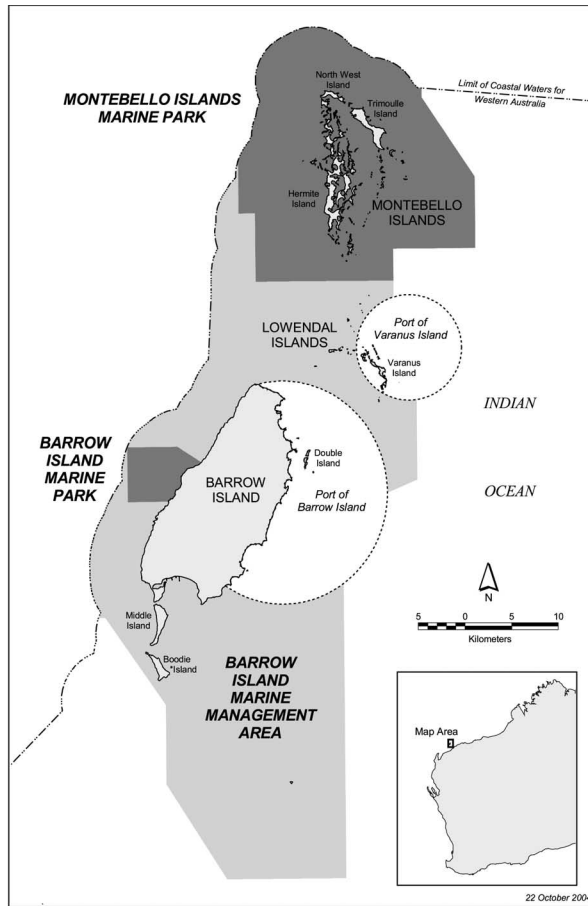 North West
Island
Limit of Coastal Waters for
Western Australia
MONTEBELLO ISLANDS
MARINE PARK
Trimouille
Island
Hermite
Island
MONTEBELLO
ISLANDS
LOWENDAL
ISLANDS
Port of
Varanus Island
Varanus
Island
INDIAN
OCEAN
BARROW
ISLAND
MARINE
PARK
Double
Island
BARROW
ISLAND
Port of
Barrow Island
N
5 0 5 10
Kilometers
Middle
Island
Boodie
Island
BARROW
ISLAND
MARINE
MANAGEMENT
AREA
Map Area
22 October